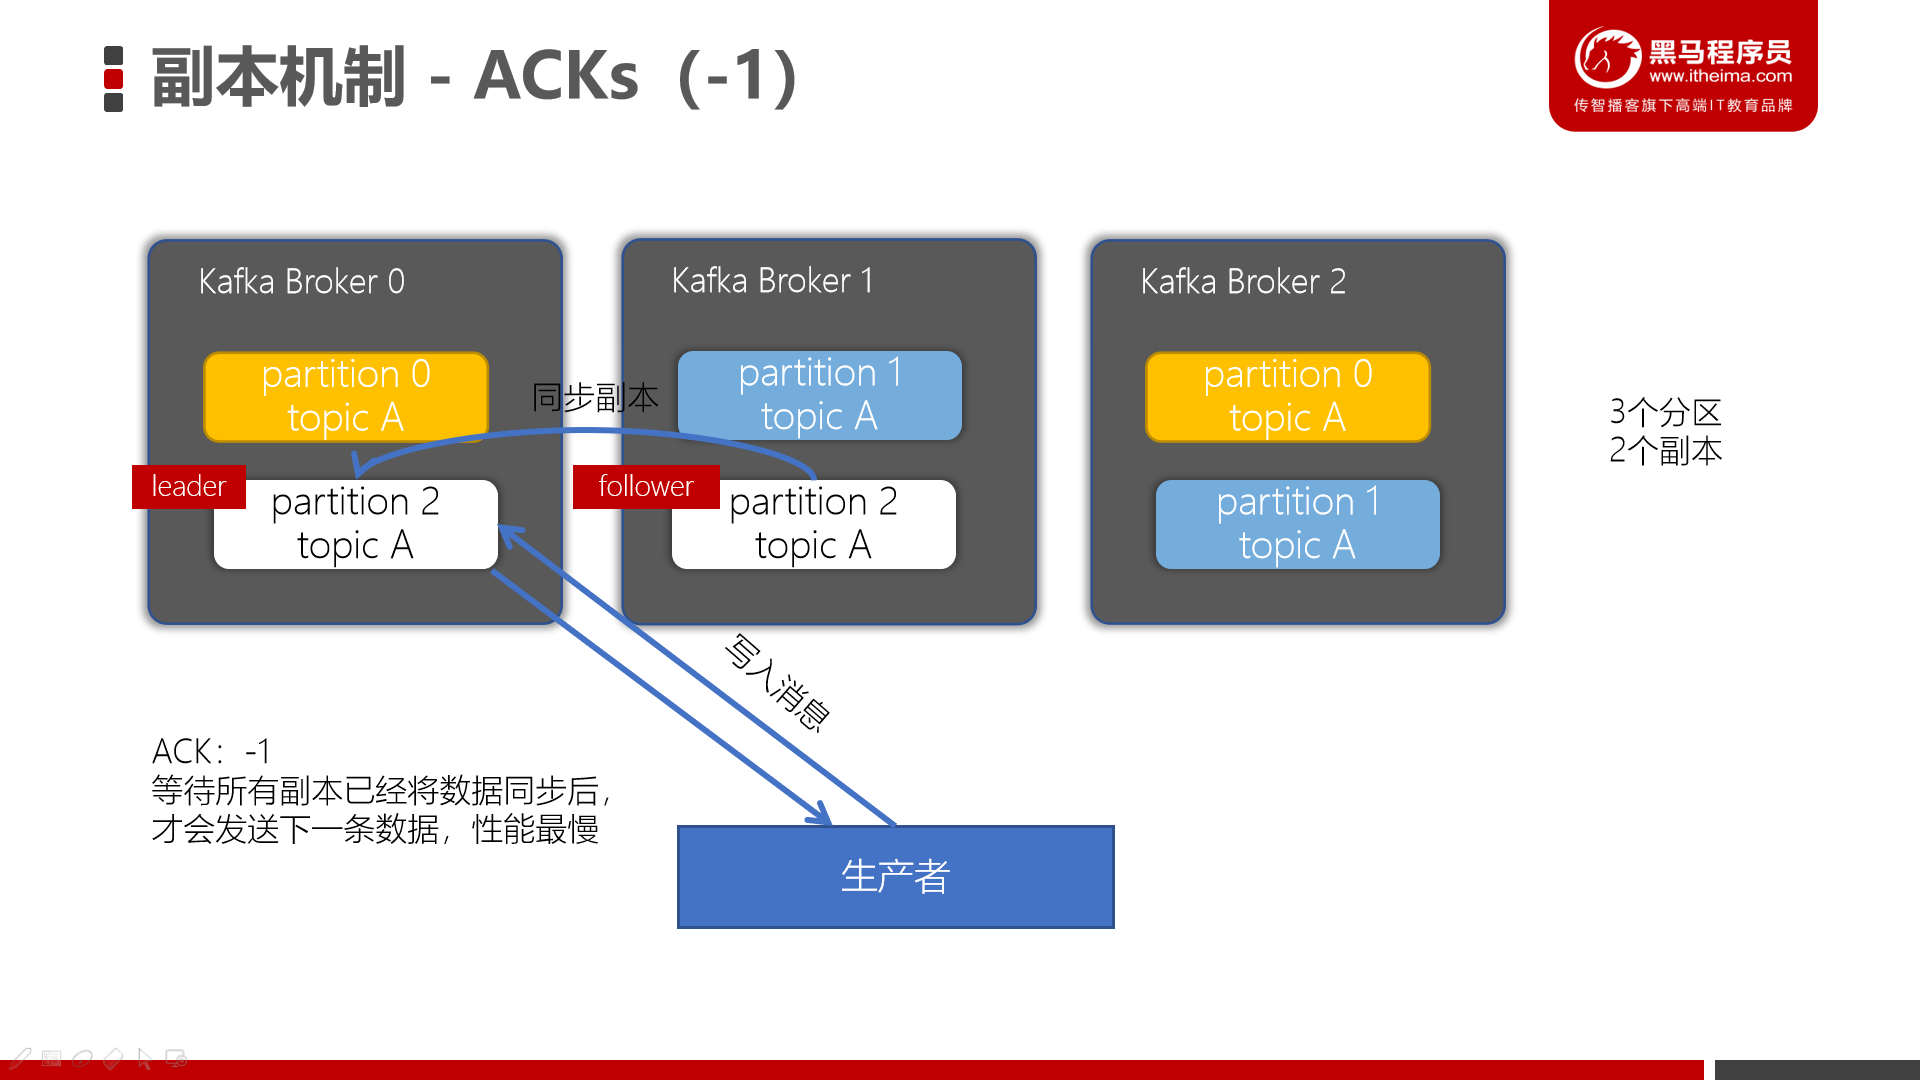 副本机制 - ACKs（-1）
黑马程序员
www.itheima.com
传智播客旗下高端IT教育品牌
Kafka Broker 0
Kafka Broker 1
Kafka Broker 2
partition 0
topic A
同步副本
partition 1
topic A
partition 0
topic A
3个分区
2个副本
leader
partition 2
topic A
follower
partition 2
topic A
partition 1
topic A
写入消息
ACK：-1
等待所有副本已经将数据同步后，
才会发送下一条数据，性能最慢
生产者